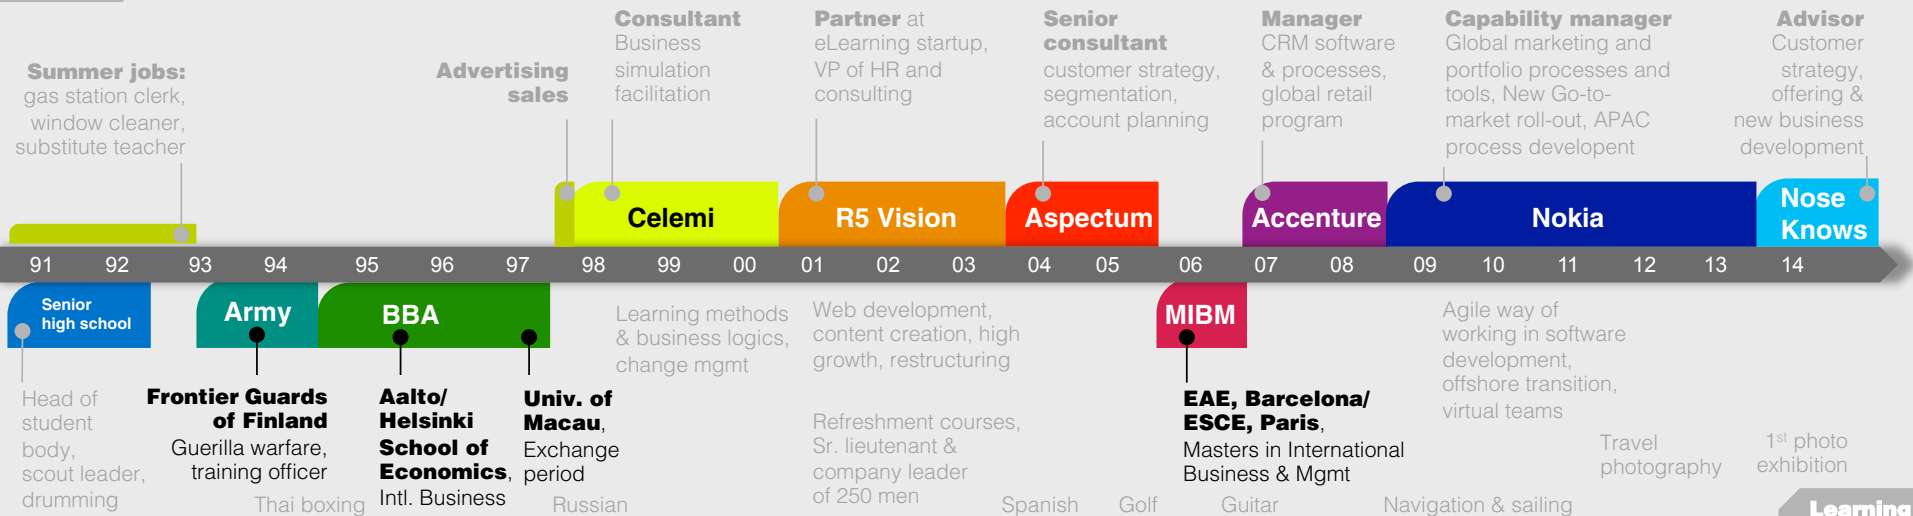 Summer jobs:
gas station clerk,
window cleaner,
substitute teacher
Advertising
sales
Consultant
Business
simulation
facilitation
Partner at
eLearning startup,
VP of HR and
consulting
Senior
consultant
customer strategy,
segmentation,
account planning
Manager
CRM software
& processes,
global retail
program
Capability manager
Global marketing and
portfolio processes and
tools, New Go-to-
market roll-out, APAC
process developent
Advisor
Customer
strategy,
offering &
new business
development
Celemi
R5 Vision
Aspectum
Accenture
Nokia
Nose
Knows
91 92 93 94 95 96 97 98 99 00 01 02 03 04 05 06 07 08 09 10 11 12 13 14
Senior
high school
Army
BBA
MIBM
Head of
student
body,
scout leader,
drumming
Frontier Guards
of Finland
Guerilla warfare,
training officer
Thai boxing
Aalto/
Helsinki
School of
Economics,
Intl. Business
Univ. of
Macau,
Exchange
period
Russian
Learning methods
& business logics,
change mgmt
Web development,
content creation, high
growth, restructuring
Refreshment courses,
Sr. lieutenant &
company leader
of 250 men
Spanish
Golf
EAE, Barcelona/
ESCE, Paris,
Masters in International
Business & Mgmt
Guitar
Agile way of
working in software
development,
offshore transition,
virtual teams
Navigation & sailing
Travel
photography
1st photo
exhibition
Learning